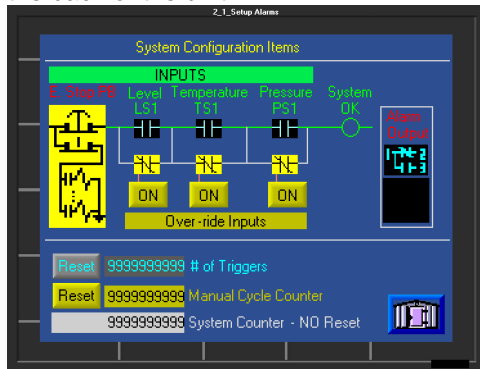 2_1_Setup Alarms
System Configuration Items
INPUTS
E. Stop PB Level Temperature Pressure System
LS1 TS1 PS1 OK
Alarm
Output
ON ON ON
Over-ride Inputs
Reset 9999999999 # of Triggers
Reset 9999999999 Manual Cycle Counter
9999999999 System Counter - NO Reset